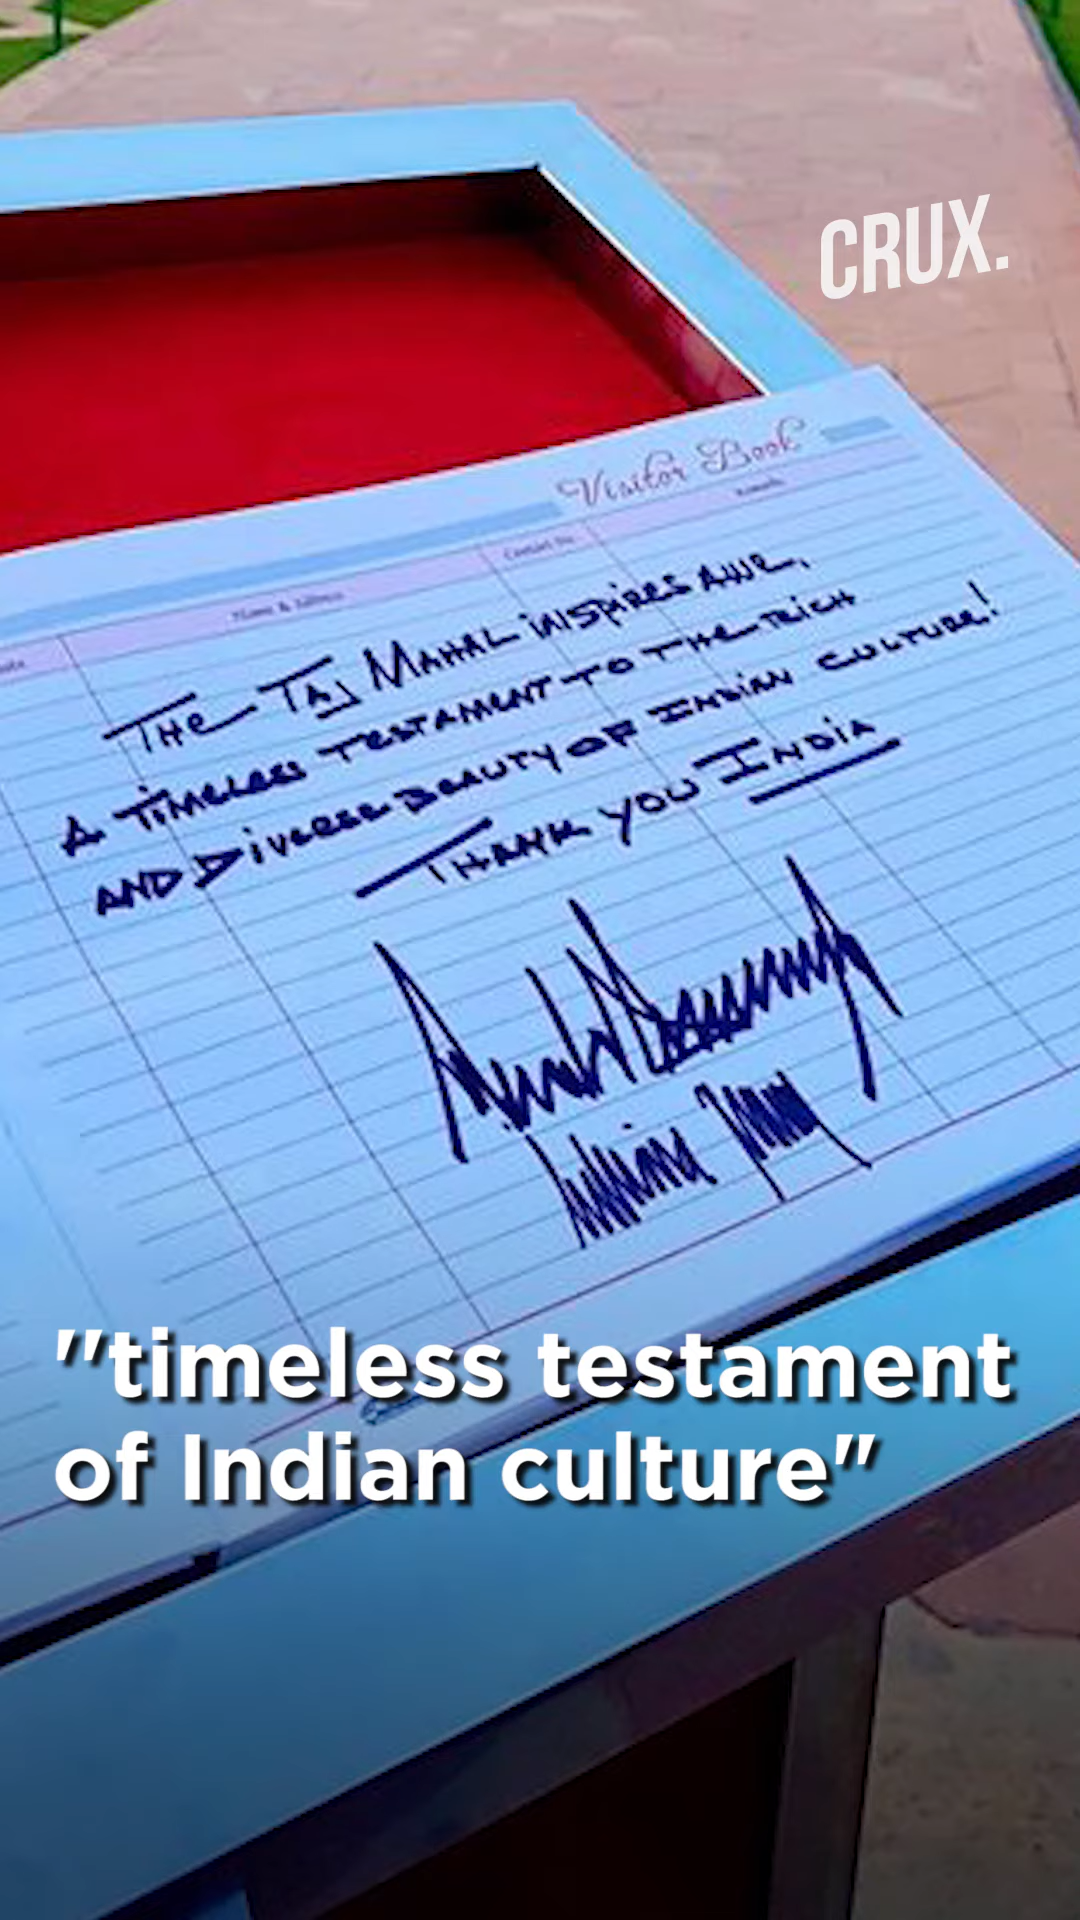 CRUX.
Visitor Book
Name & Address
Contact No
Remarks
THE TAJ MAHAL INSPIRES AWE,
A TIMELESS TESTAMENT TO THE RICH
AND DIVERSE BEAUTY OF INDIAN CULTURE!
THANK YOU INDIA
"timeless testament
of Indian culture"